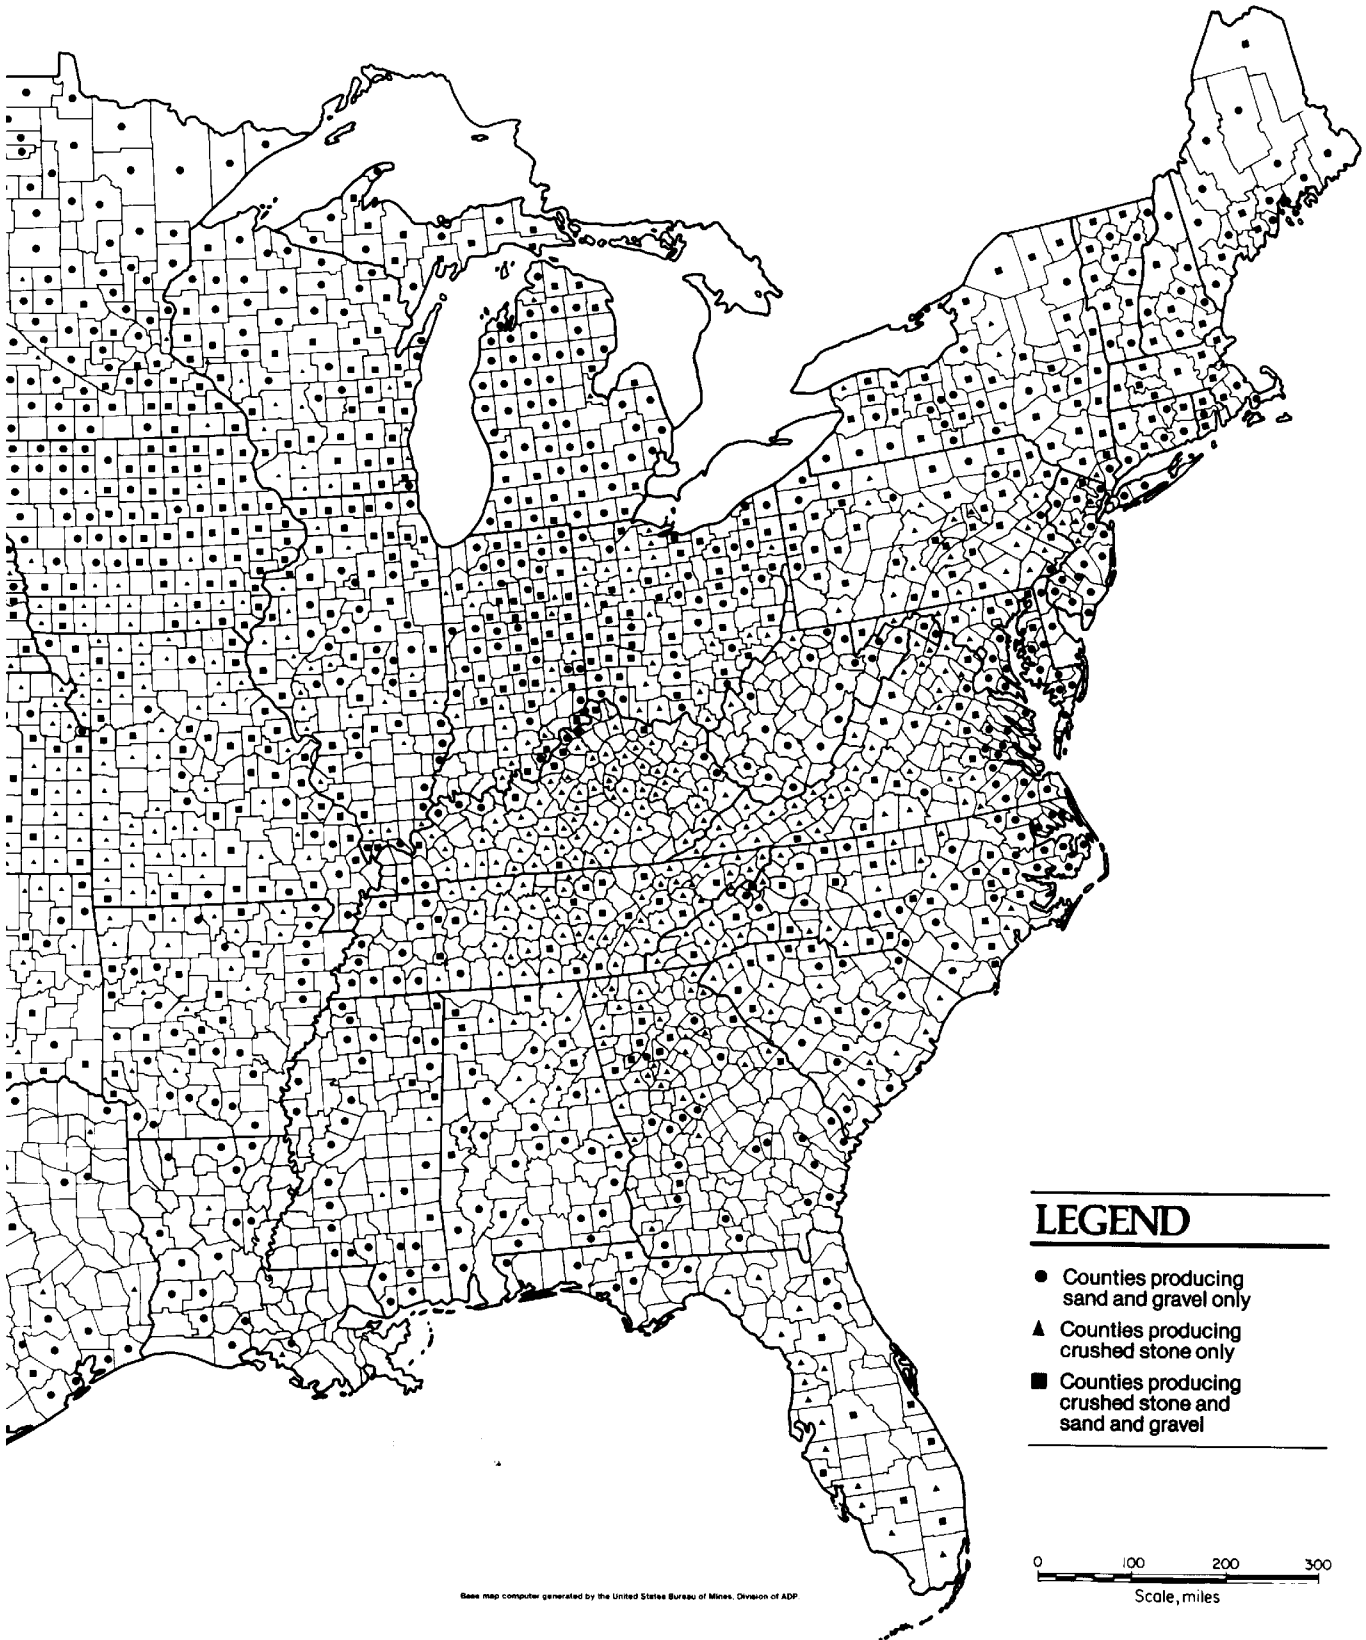 LEGEND
Counties producing
sand and gravel only
Counties producing
crushed stone only
Counties producing
crushed stone and
sand and gravel
0 100 200 300
Scale, miles
Base map computer generated by the United States Bureau of Mines, Division of ADP.